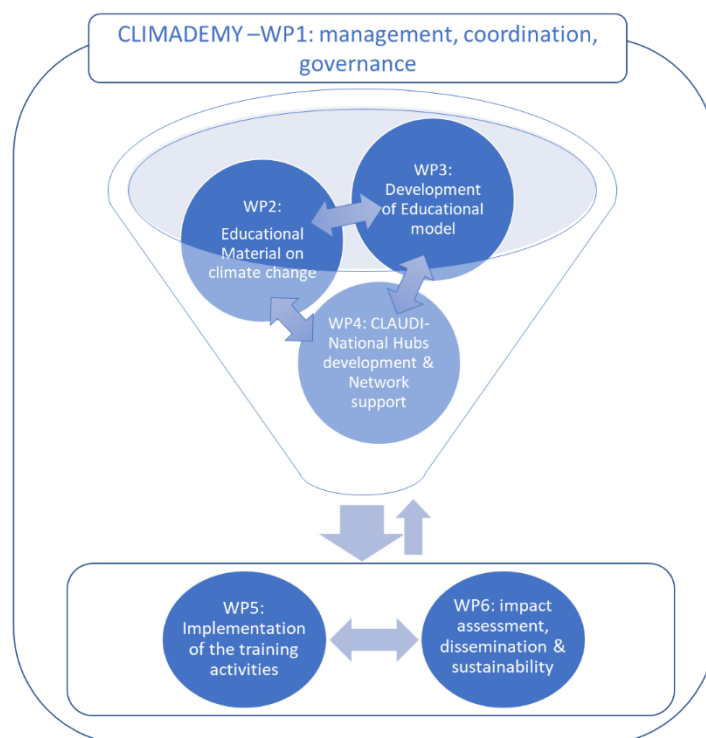 CLIMADEMY –WP1: management, coordination,
governance
WP2:
Educational
Material on
climate change
WP3:
Development
of Educational
model
WP4: CLAUDI-
National Hubs
development &
Network
support
WP5:
Implementation
of the training
activities
WP6: impact
assessment,
dissemination &
sustainability